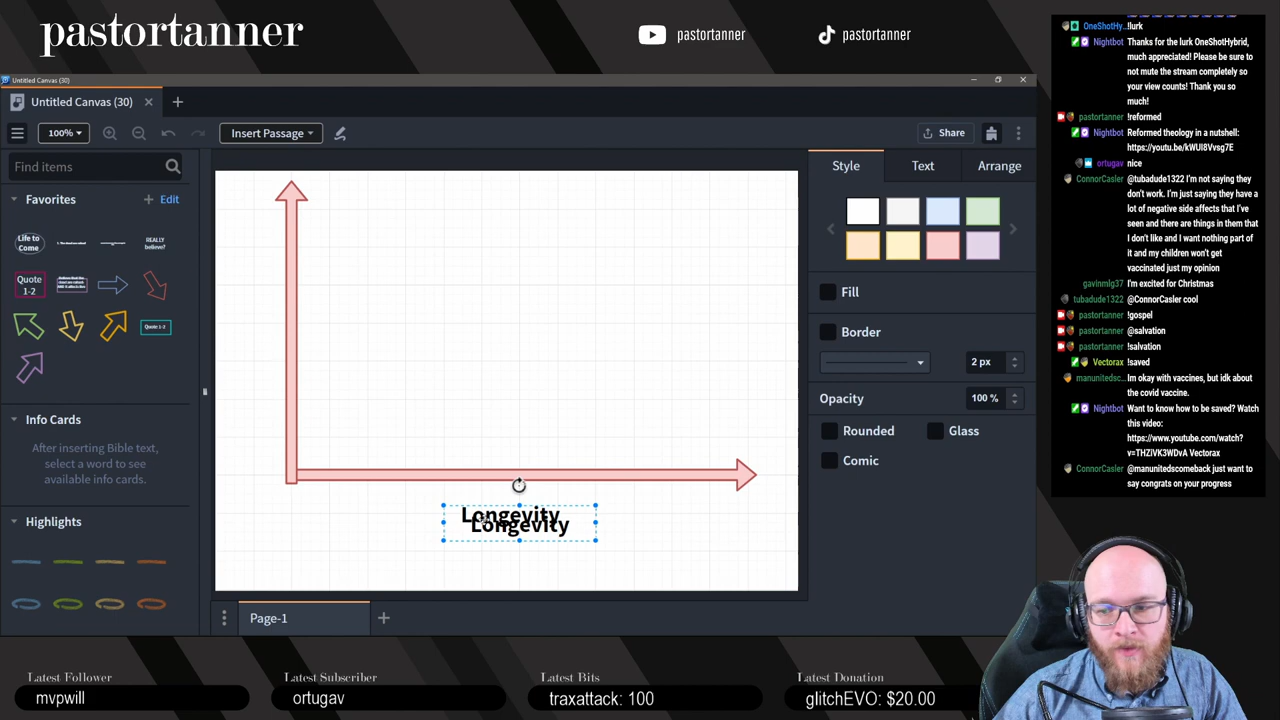 pastortanner
pastortanner
pastortanner
Untitled Canvas (30)
Untitled Canvas (30)
100%
Insert Passage
Share
Find items
Favorites
Edit
Life to
Come
REALLY
believe?
Quote
1-2
Quote 1-2
Info Cards
After inserting Bible text,
select a word to see
available info cards.
Highlights
Longevity
Longevity
Page-1
Style
Text
Arrange
Fill
Border
2 px
Opacity
100 %
Rounded
Glass
Comic
OneShotHy... !lurk
Nightbot Thanks for the lurk OneShotHybrid,
much appreciated! Please be sure to
not mute the stream completely so
your view counts! Thank you so
much!
pastortanner !reformed
Nightbot Reformed theology in a nutshell:
https://youtu.be/kWUI8Vvsg7E
ortugav nice
ConnorCasler @tubadude1322 I'm not saying they
don't work. I'm just saying they have a
lot of negative side affects that I've
seen and there are things in them that
I don't like and I want nothing part of
it and my children won't get
vaccinated just my opinion
gavinmlg37 I'm excited for Christmas
tubadude1322 @ConnorCasler cool
pastortanner !gospel
pastortanner @salvation
pastortanner !salvation
Vectorax !saved
manunitedsc... Im okay with vaccines, but idk about
the covid vaccine.
Nightbot Want to know how to be saved? Watch
this video:
https://www.youtube.com/watch?
v=THZiVK3WDvA Vectorax
ConnorCasler @manunitedscomeback just want to
say congrats on your progress
Latest Follower
mvpwill
Latest Subscriber
ortugav
Latest Bits
traxattack: 100
Latest Donation
glitchEVO: $20.00